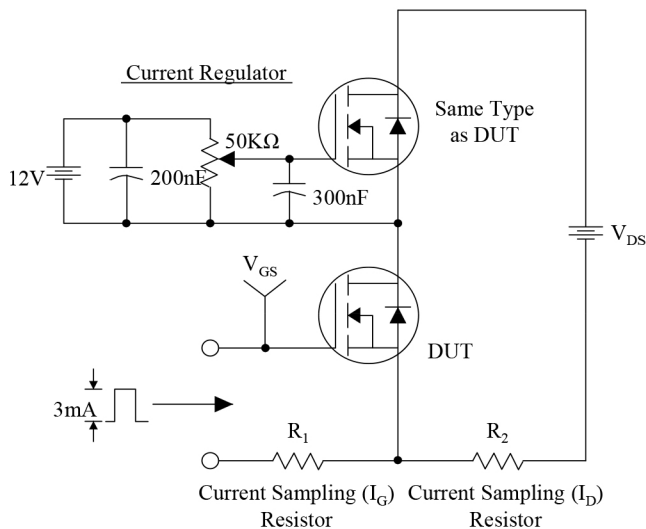 Current Regulator
Same Type
as DUT
50KΩ
12V
200nF
300nF
V_DS
V_GS
DUT
3mA
R_1
R_2
Current Sampling (I_G)
Resistor
Current Sampling (I_D)
Resistor